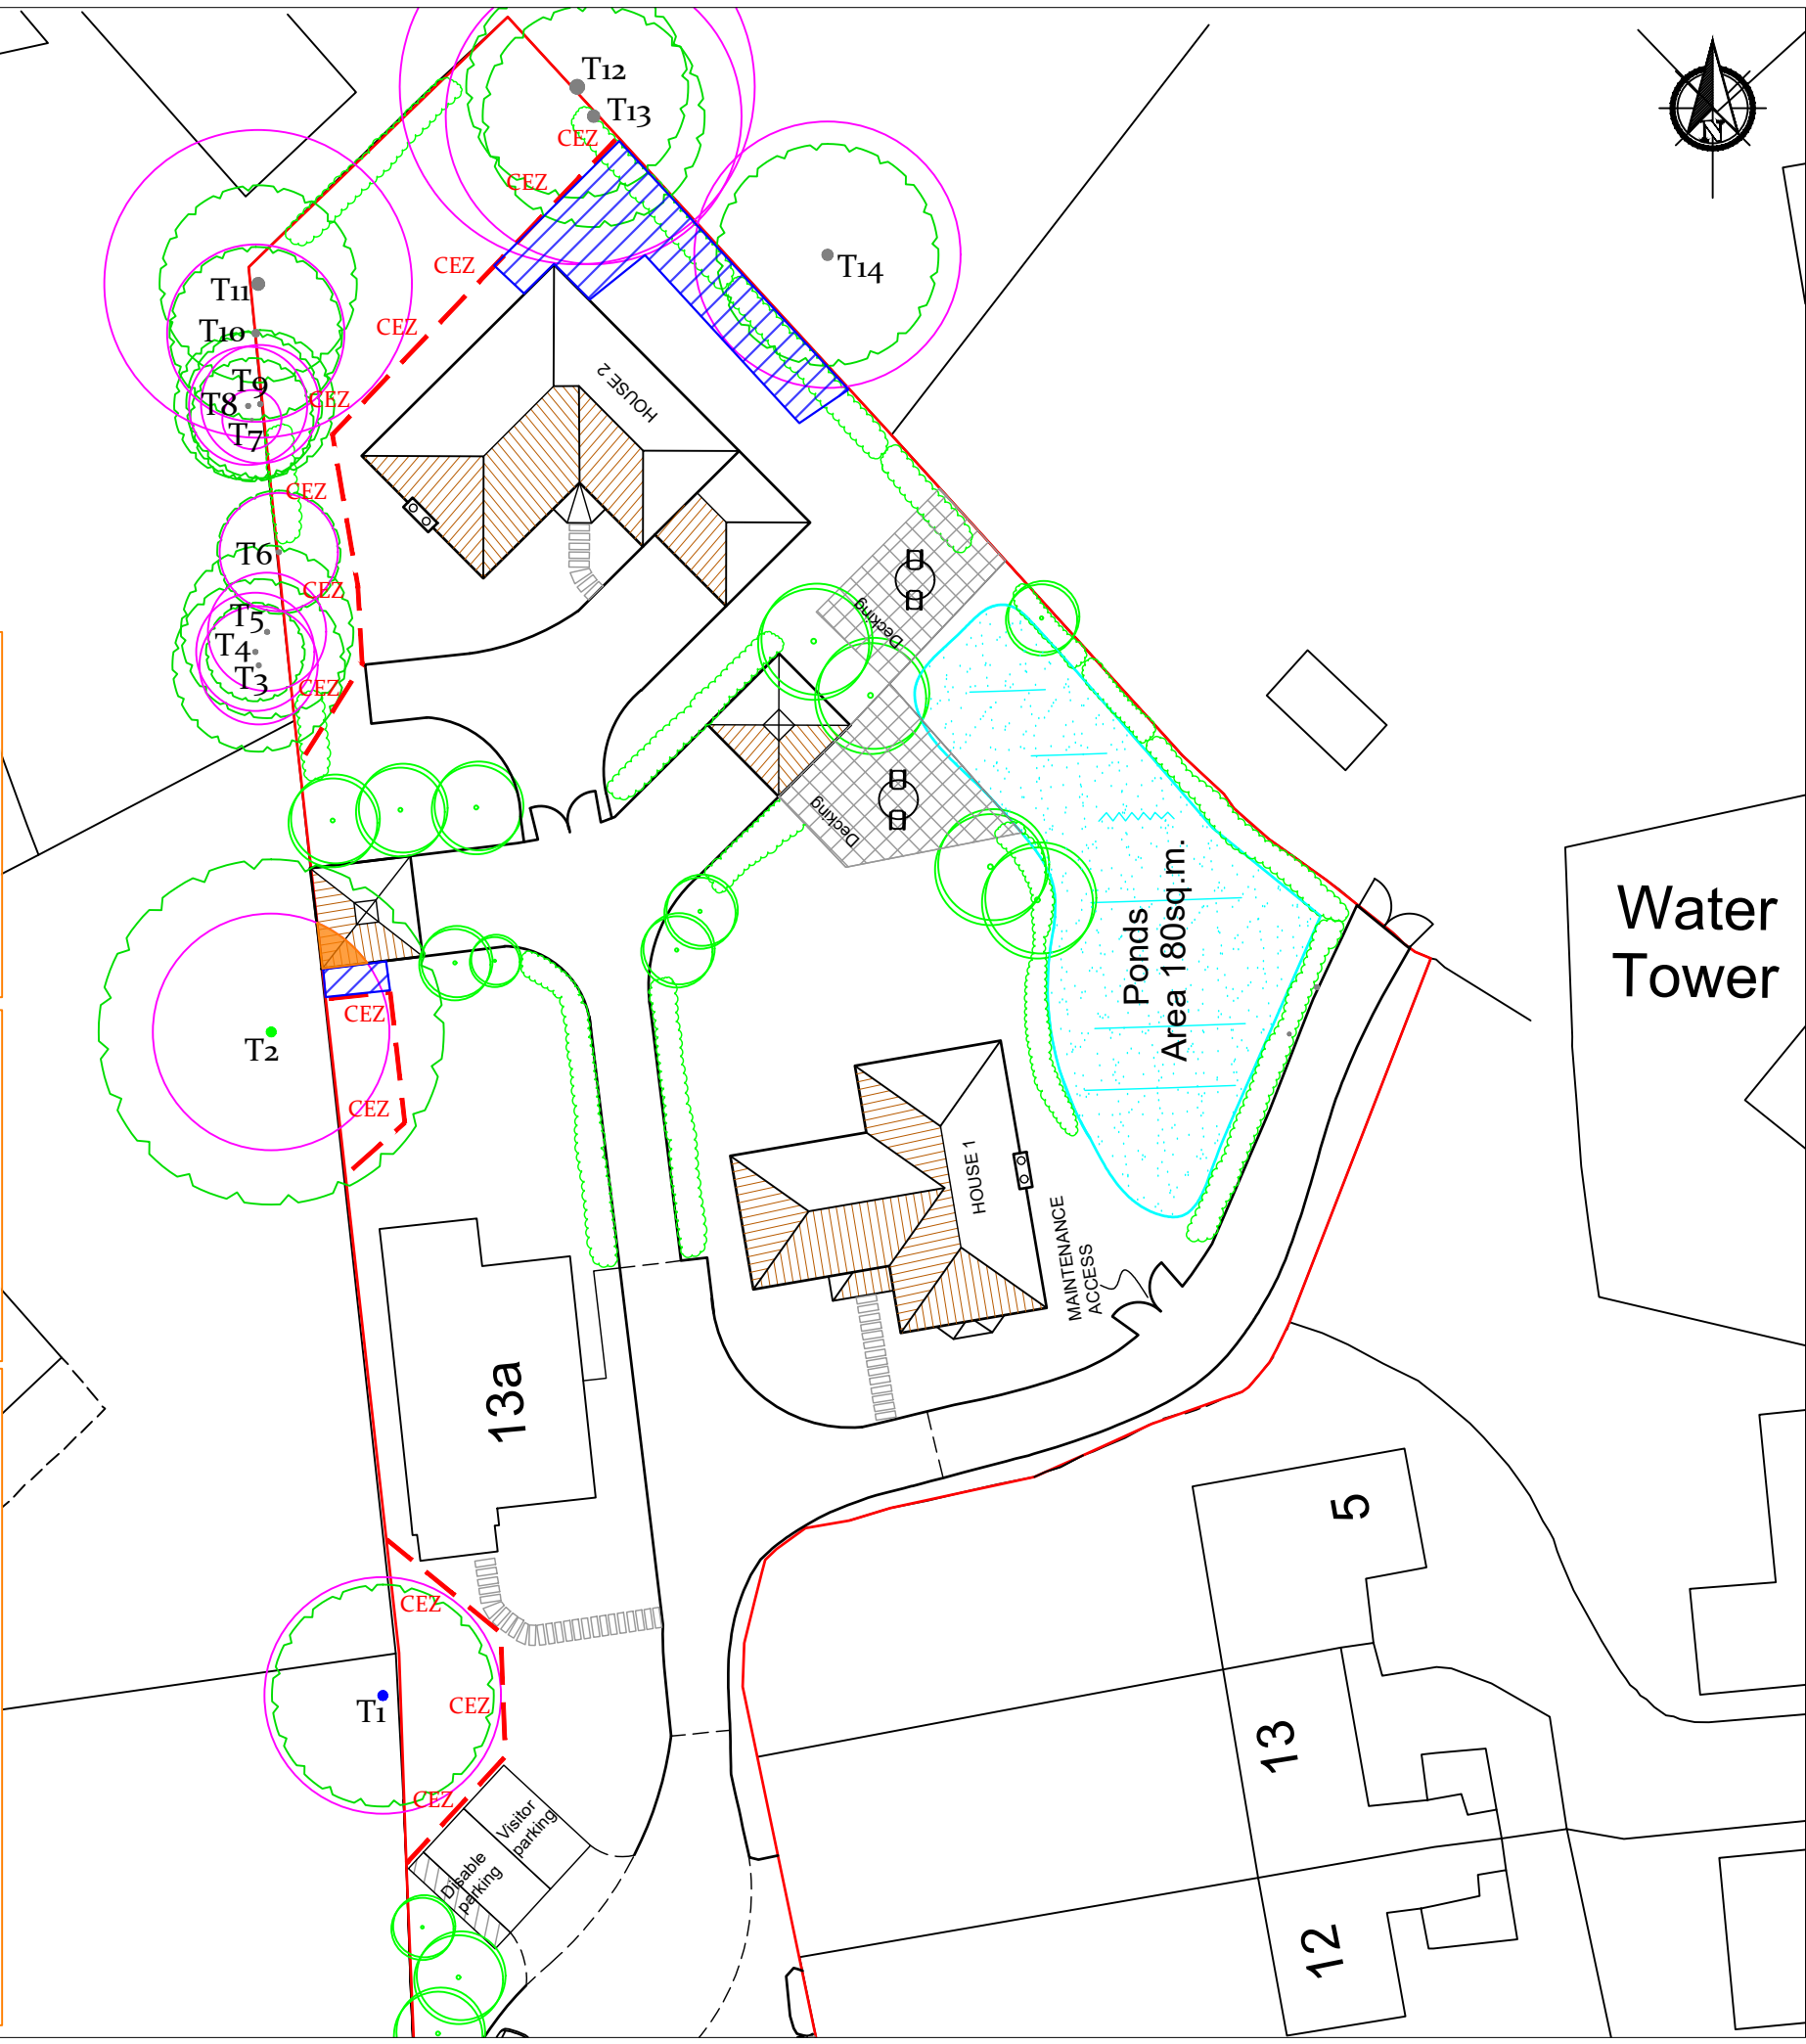 T12
T13
CEZ
CEZ
N
CEZ
T14
T11
CEZ
T10
T9
CEZ
T8
T7
HOUSE 2
CEZ
T6
CEZ
T5
T4
T3
CEZ
Decking
Decking
Ponds
Area 180sq.m.
Water
Tower
CEZ
T2
CEZ
HOUSE 1
MAINTENANCE
ACCESS
13a
5
CEZ
CEZ
T1
13
CEZ
Visitor
parking
Disable
parking
12